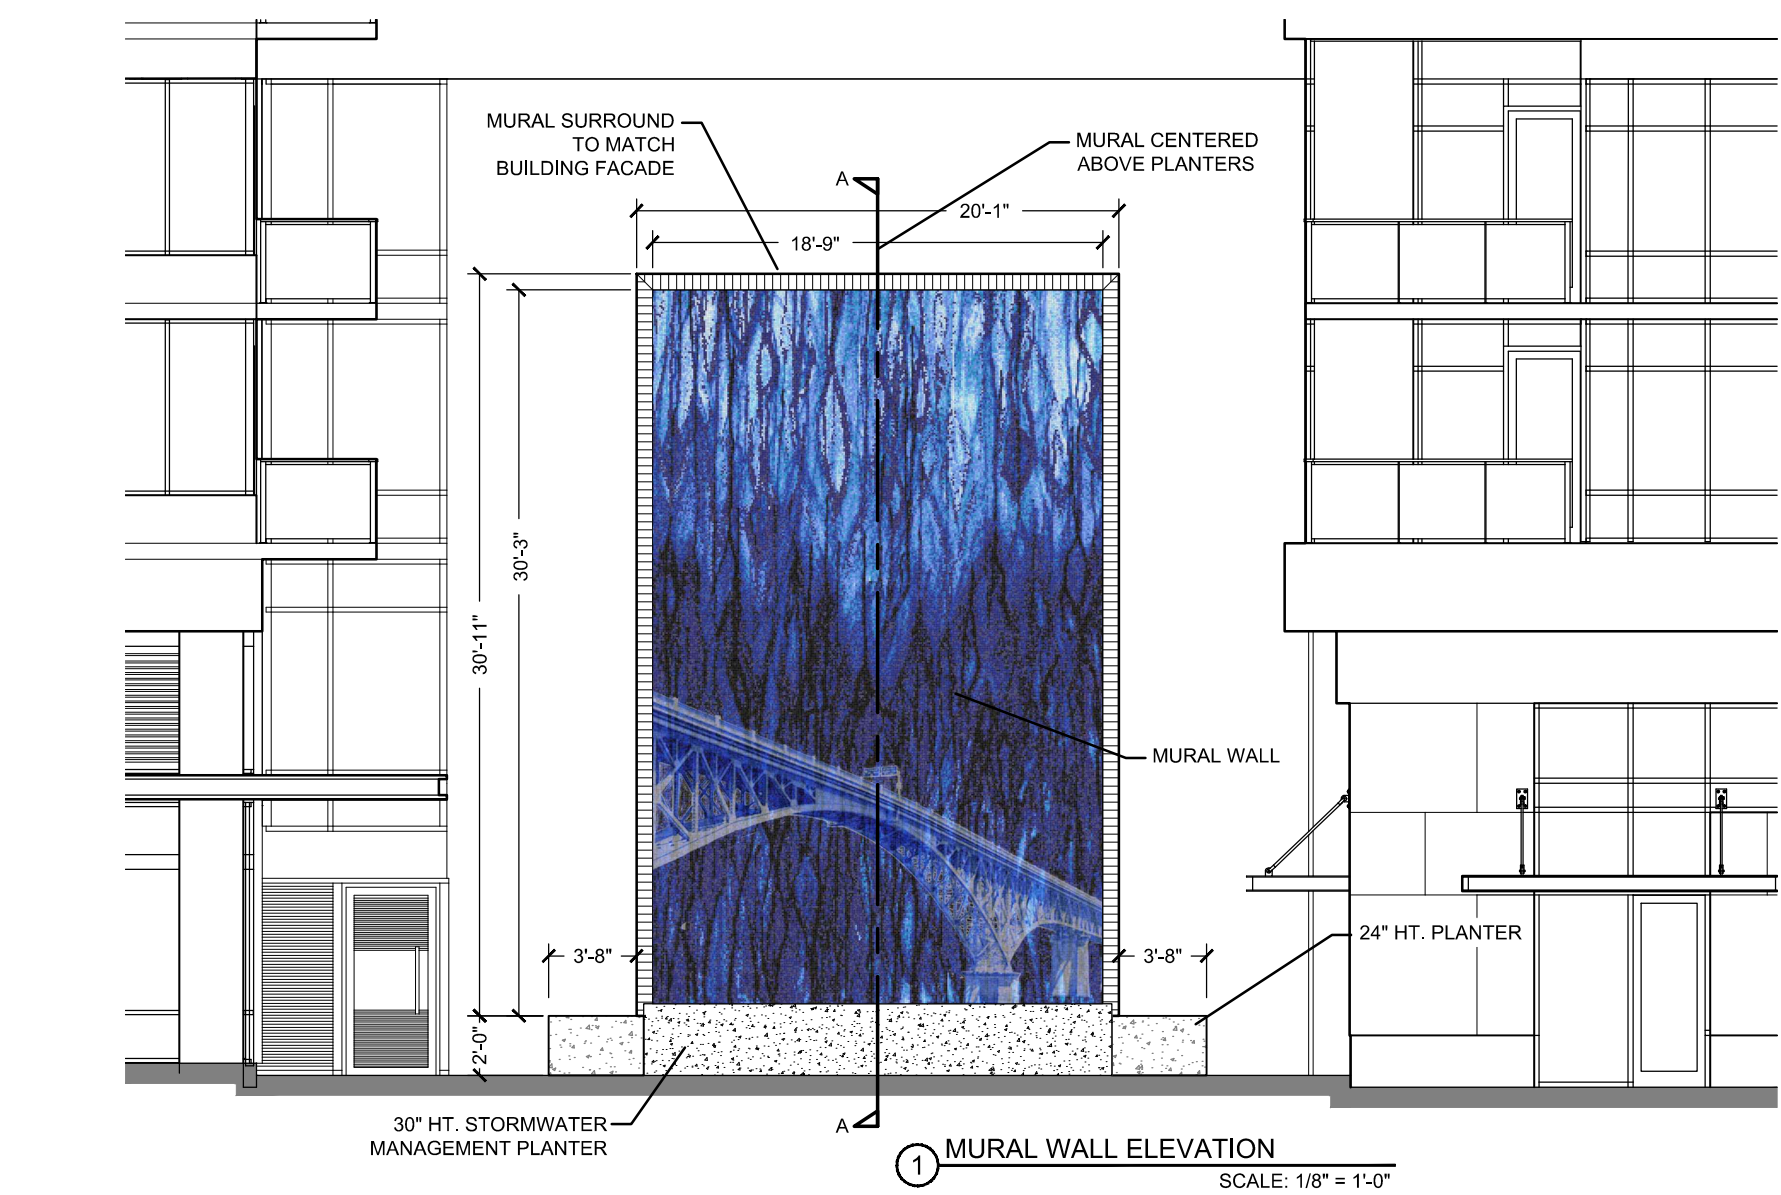 MURAL SURROUND
TO MATCH
BUILDING FACADE
MURAL CENTERED
ABOVE PLANTERS
A
20'-1"
18'-9"
30'-3"
30'-11"
MURAL WALL
24" HT. PLANTER
3'-8"
3'-8"
2'-0"
30" HT. STORMWATER
MANAGEMENT PLANTER
A
1
MURAL WALL ELEVATION
SCALE: 1/8" = 1'-0"